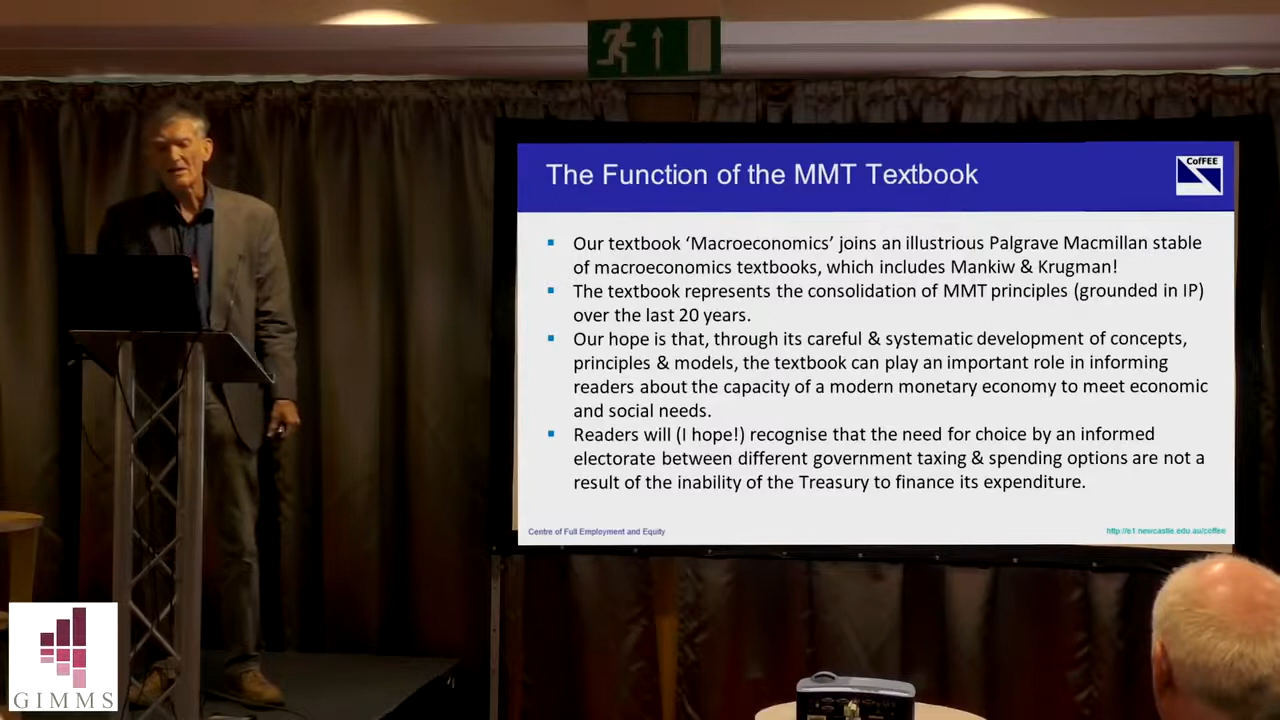 The Function of the MMT Textbook
CofFEE
Our textbook ‘Macroeconomics’ joins an illustrious Palgrave Macmillan stable
of macroeconomics textbooks, which includes Mankiw & Krugman!
The textbook represents the consolidation of MMT principles (grounded in IP)
over the last 20 years.
Our hope is that, through its careful & systematic development of concepts,
principles & models, the textbook can play an important role in informing
readers about the capacity of a modern monetary economy to meet economic
and social needs.
Readers will (I hope!) recognise that the need for choice by an informed
electorate between different government taxing & spending options are not a
result of the inability of the Treasury to finance its expenditure.
Centre of Full Employment and Equity
http://e1.newcastle.edu.au/coffee
GIMMS